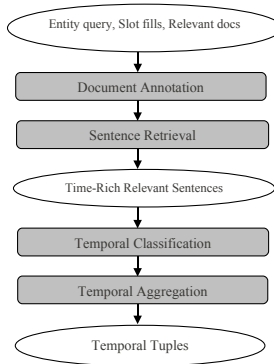 Entity query, Slot fills, Relevant docs
Document Annotation
Sentence Retrieval
Time-Rich Relevant Sentences
Temporal Classification
Temporal Aggregation
Temporal Tuples